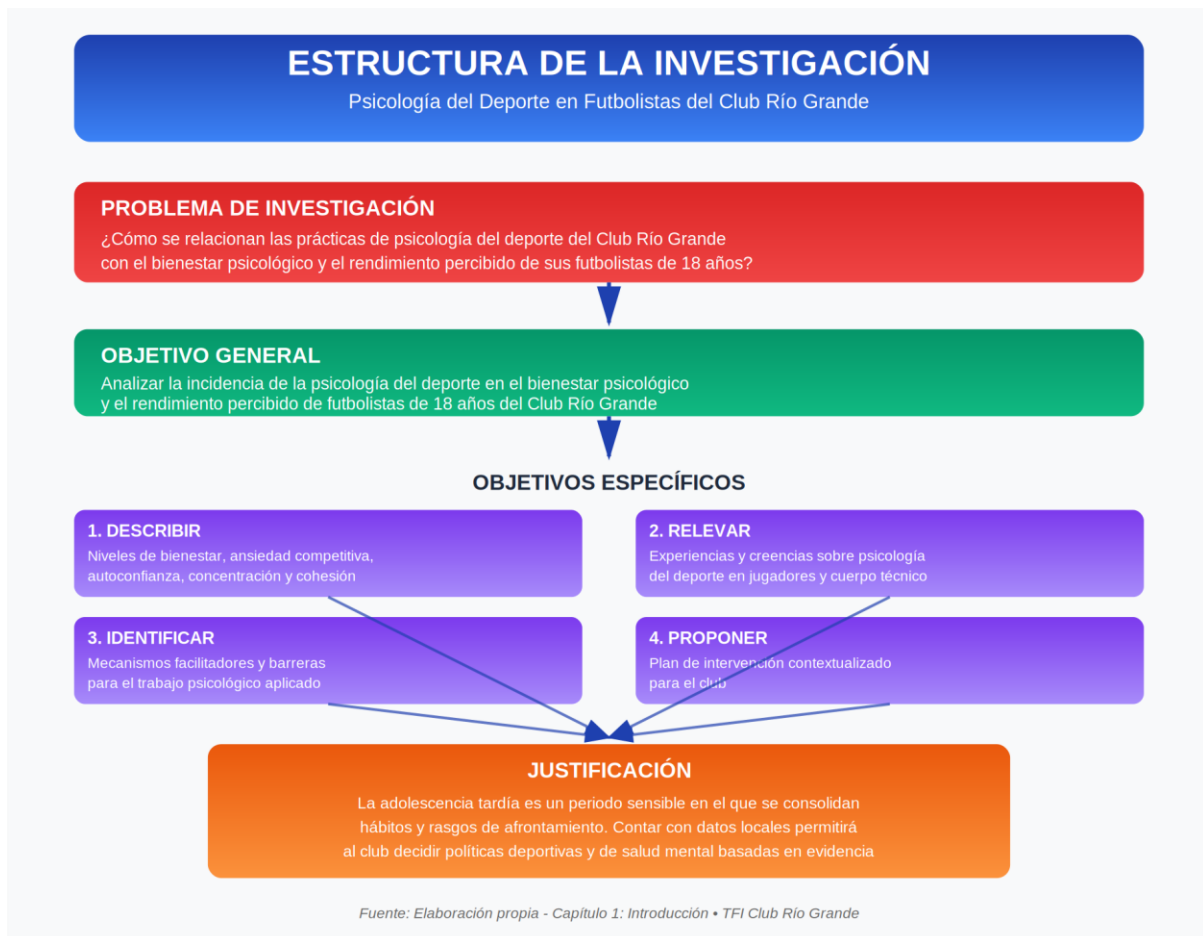 ESTRUCTURA DE LA INVESTIGACIÓN
Psicología del Deporte en Futbolistas del Club Río Grande
PROBLEMA DE INVESTIGACIÓN
¿Cómo se relacionan las prácticas de psicología del deporte del Club Río Grande
con el bienestar psicológico y el rendimiento percibido de sus futbolistas de 18 años?
OBJETIVO GENERAL
Analizar la incidencia de la psicología del deporte en el bienestar psicológico
y el rendimiento percibido de futbolistas de 18 años del Club Río Grande
OBJETIVOS ESPECÍFICOS
1. DESCRIBIR
Niveles de bienestar, ansiedad competitiva,
autoconfianza, concentración y cohesión
2. RELEVAR
Experiencias y creencias sobre psicología
del deporte en jugadores y cuerpo técnico
3. IDENTIFICAR
Mecanismos facilitadores y barreras
para el trabajo psicológico aplicado
4. PROPONER
Plan de intervención contextualizado
para el club
JUSTIFICACIÓN
La adolescencia tardía es un periodo sensible en el que se consolidan
hábitos y rasgos de afrontamiento. Contar con datos locales permitirá
al club decidir políticas deportivas y de salud mental basadas en evidencia
Fuente: Elaboración propia - Capítulo 1: Introducción • TFI Club Río Grande